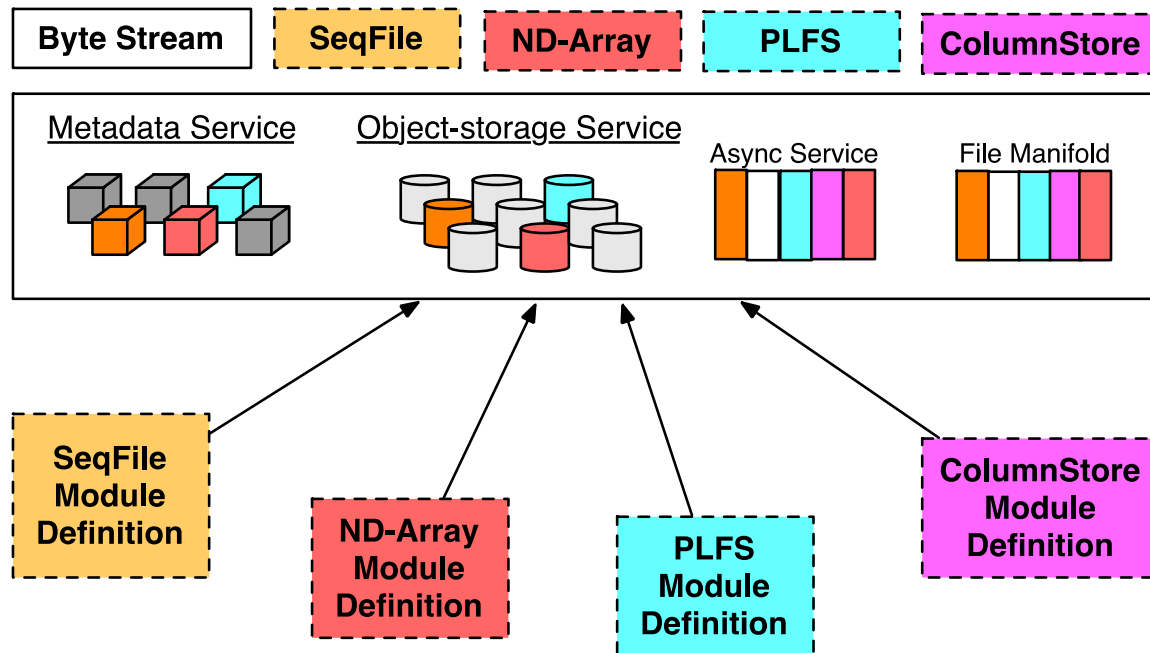 Byte Stream
SeqFile
ND-Array
PLFS
ColumnStore
Metadata Service
Object-storage Service
Async Service
File Manifold
SeqFile
Module
Definition
ND-Array
Module
Definition
PLFS
Module
Definition
ColumnStore
Module
Definition